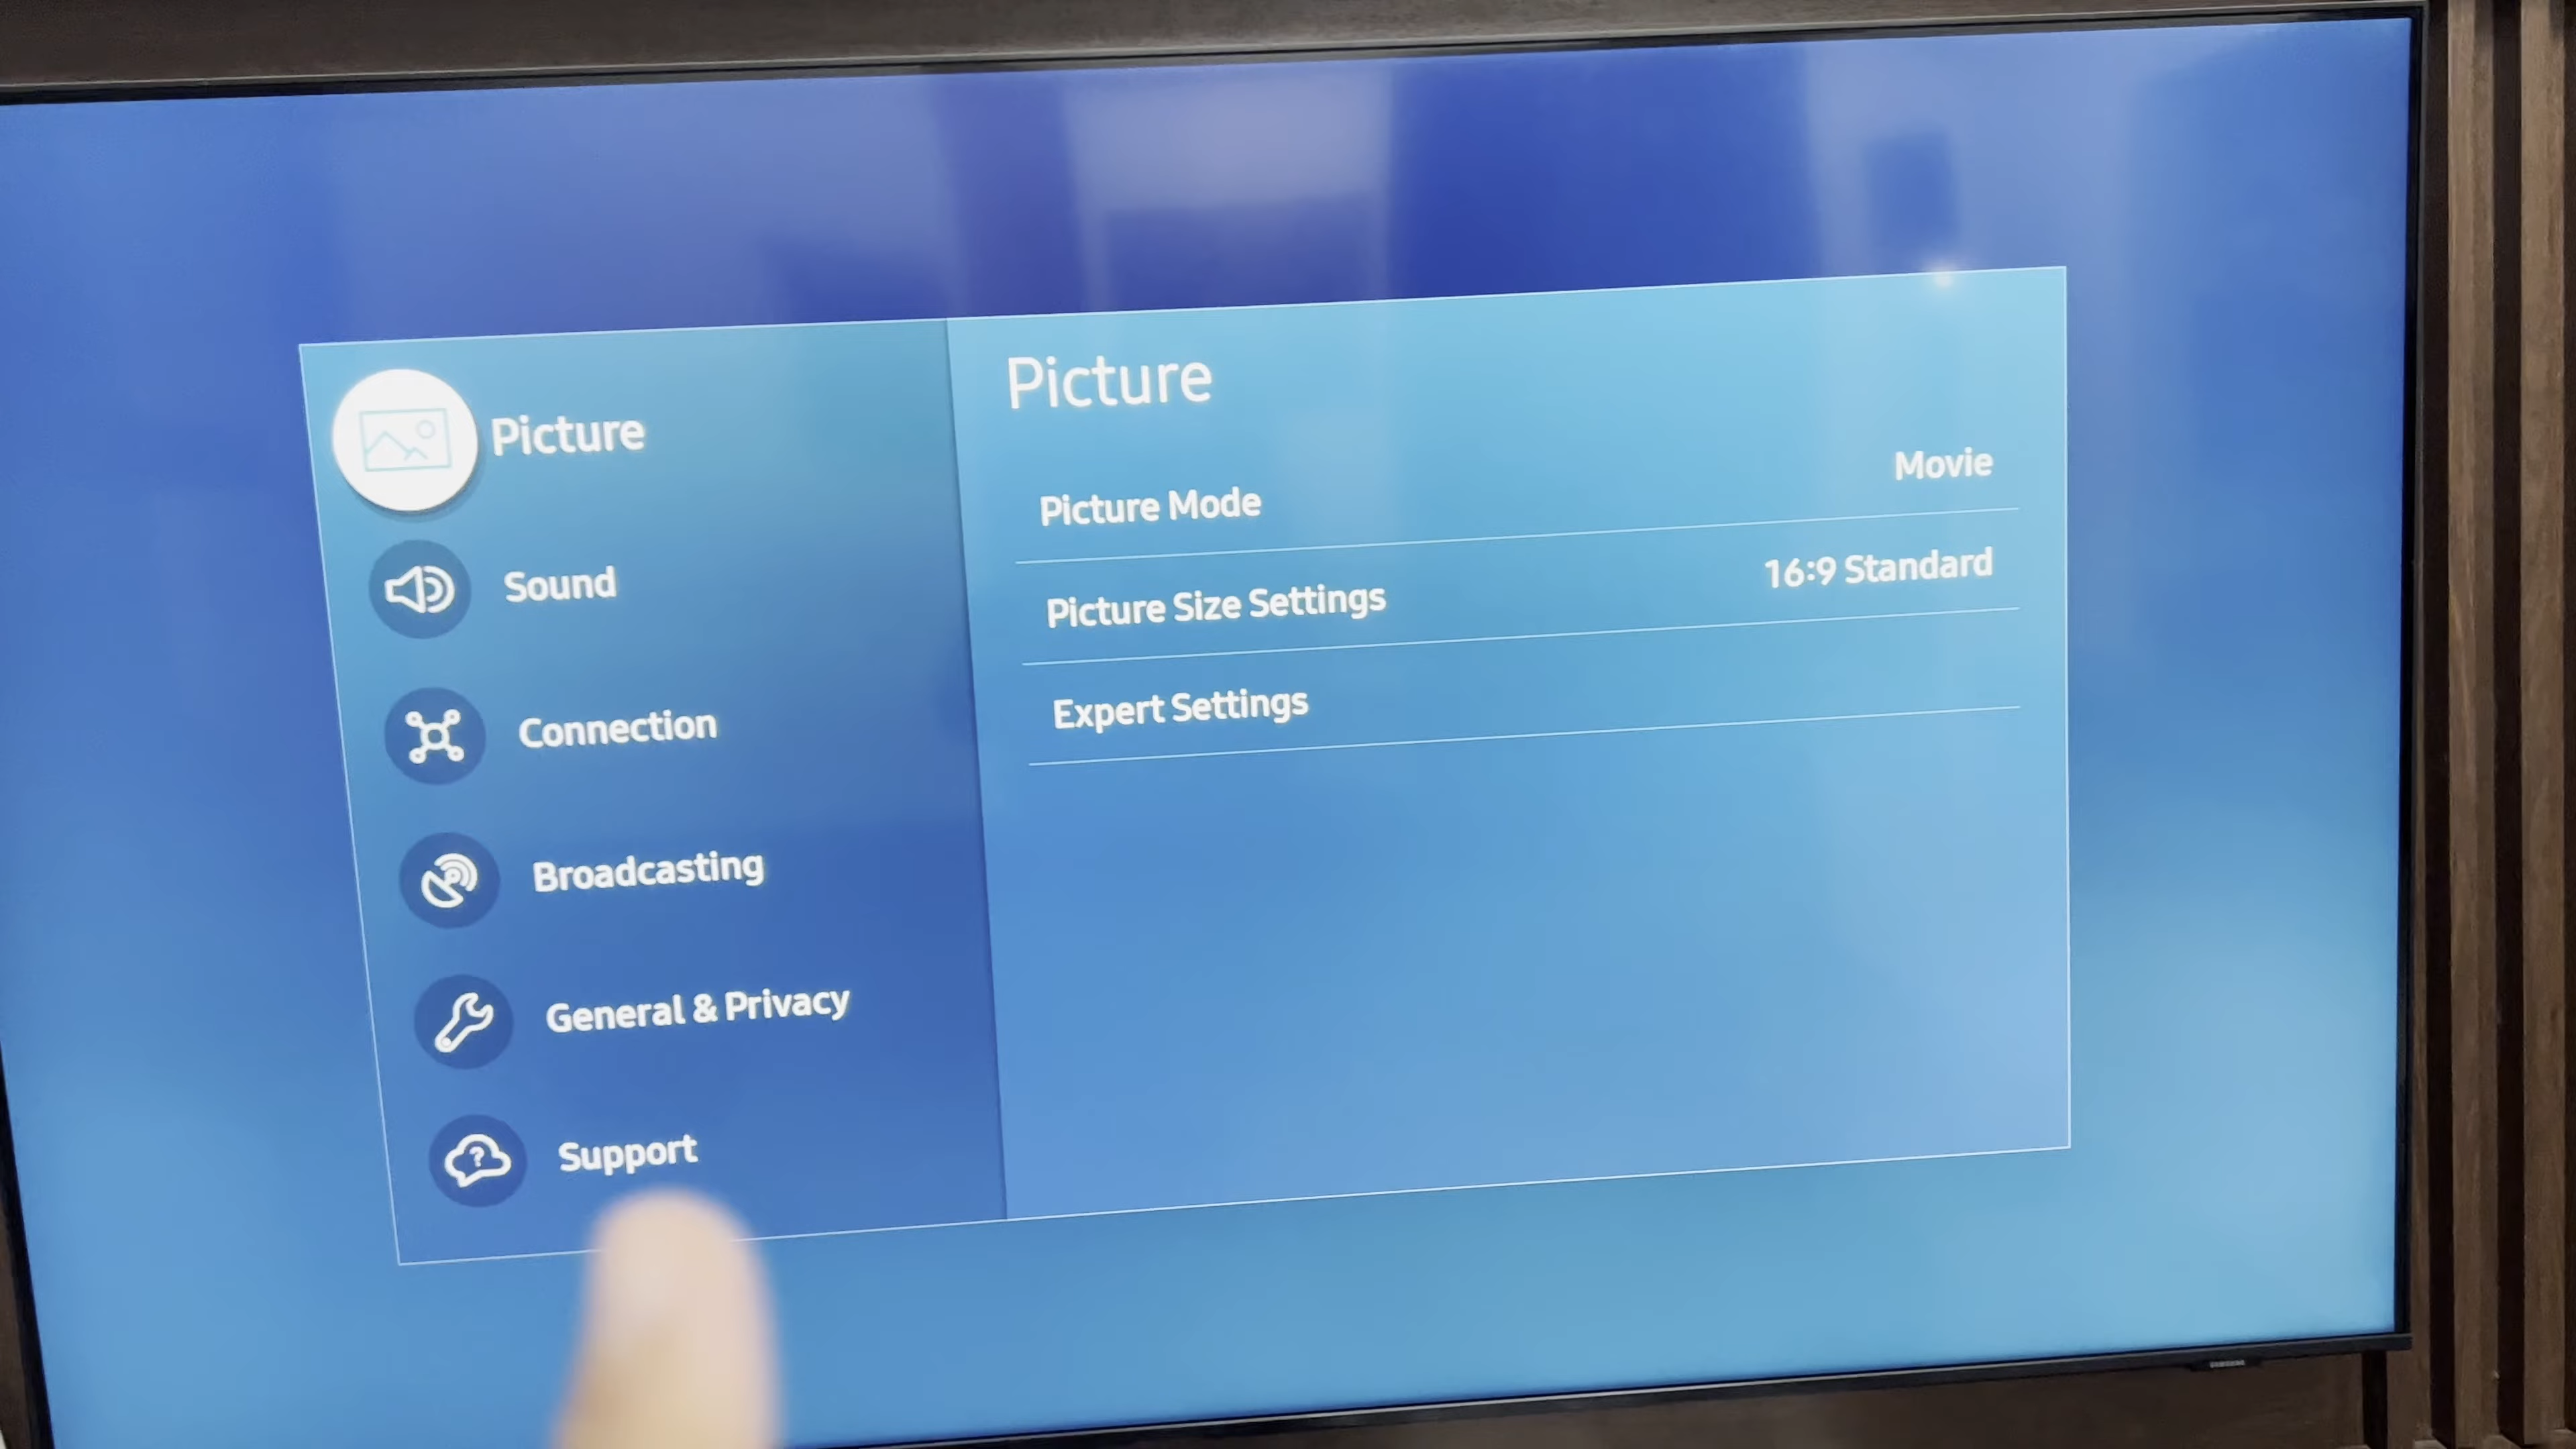 Picture
Sound
Connection
Broadcasting
General & Privacy
Support
Picture
Picture Mode Movie
Picture Size Settings 16:9 Standard
Expert Settings
SAMSUNG